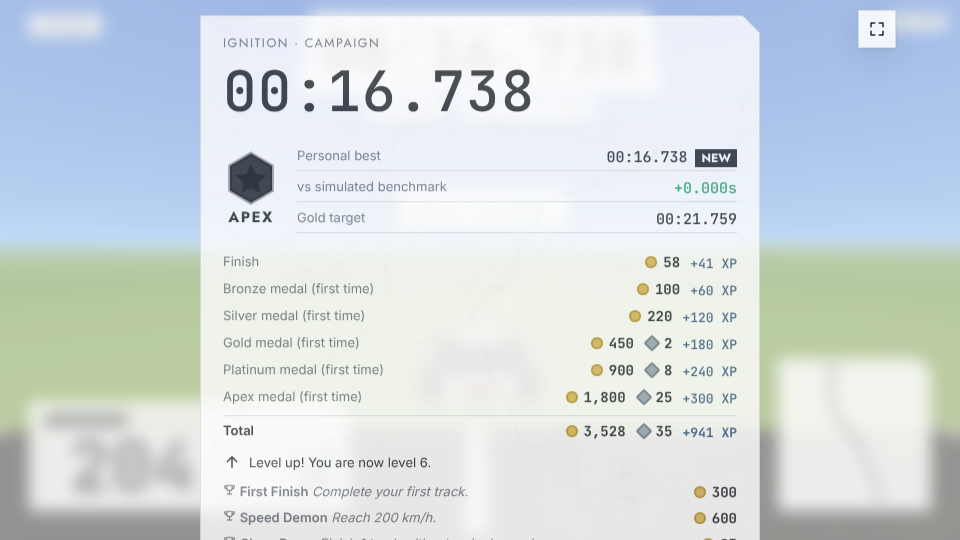 IGNITION · CAMPAIGN
00:16.738
Personal best 00:16.738 NEW
vs simulated benchmark +0.000s
APEX
Gold target 00:21.759
Finish 58 +41 XP
Bronze medal (first time) 100 +60 XP
Silver medal (first time) 220 +120 XP
Gold medal (first time) 450 2 +180 XP
Platinum medal (first time) 900 8 +240 XP
Apex medal (first time) 1,800 25 +300 XP
Total 3,528 35 +941 XP
204
Level up! You are now level 6.
First Finish Complete your first track. 300
Speed Demon Reach 200 km/h. 600